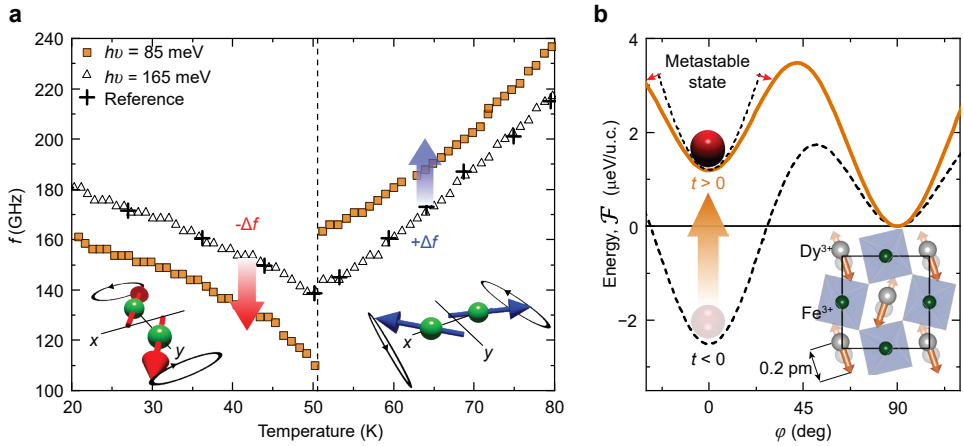 a
240
220
200
180
160
140
120
100
f (GHz)
hυ = 85 meV
hυ = 165 meV
Reference
-Δf
+Δf
x
y
x
y
20
30
40
50
60
70
80
Temperature (K)
b
4
2
0
−2
Energy, ℱ (μeV/u.c.)
Metastable
state
t > 0
t < 0
Dy³⁺
Fe³⁺
0.2 pm
0
45
90
φ (deg)